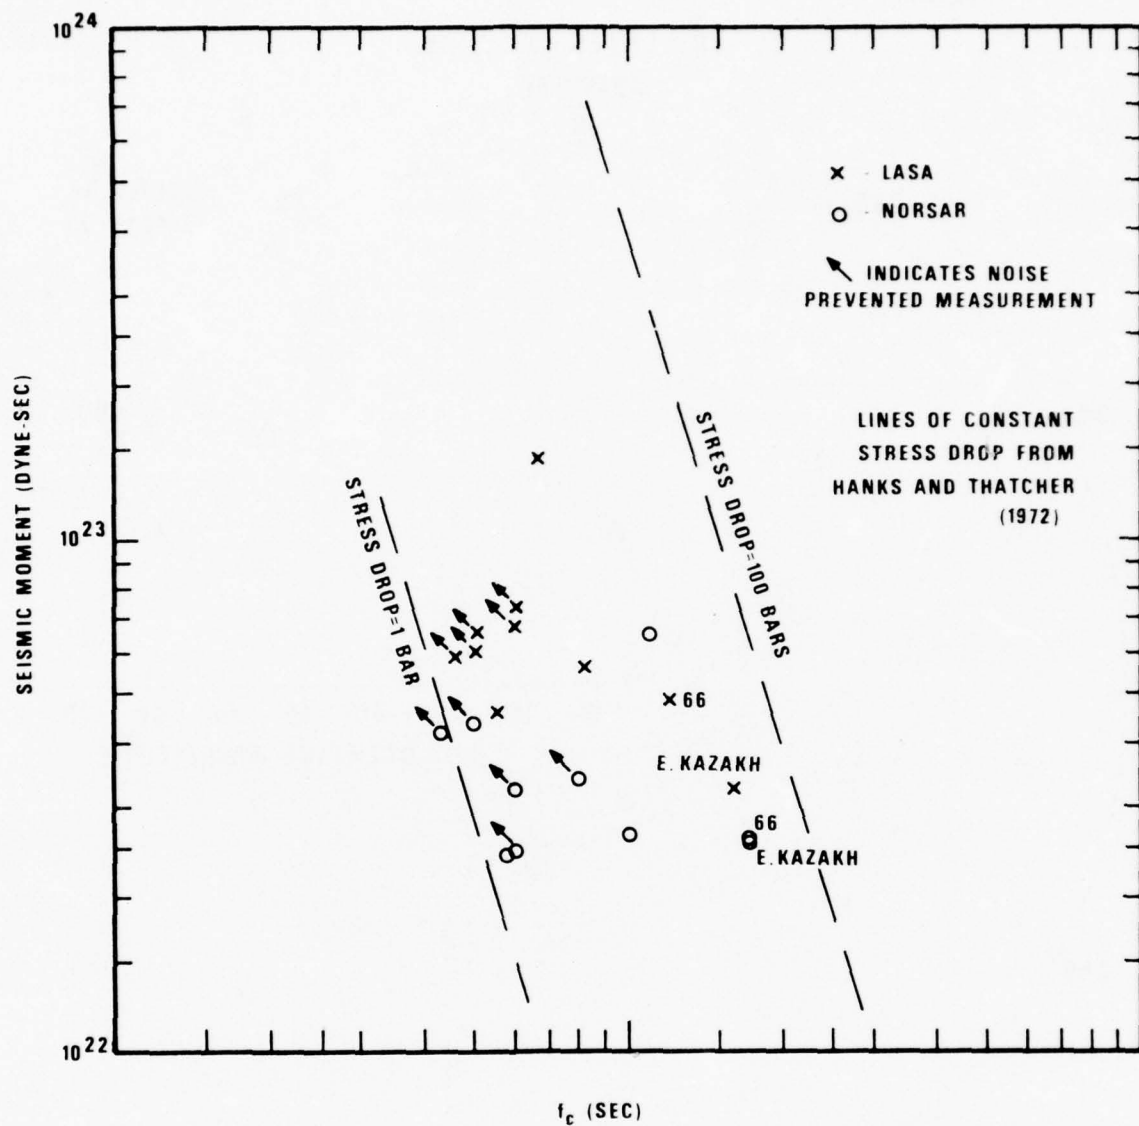 10^24
× LASA
O NORSAR
INDICATES NOISE
PREVENTED MEASUREMENT
LINES OF CONSTANT
STRESS DROP FROM
HANKS AND THATCHER
(1972)
SEISMIC MOMENT (DYNE-SEC)
STRESS DROP=1 BAR
STRESS DROP=100 BARS
10^23
66
E. KAZAKH
66
E. KAZAKH
10^22
f_c (SEC)